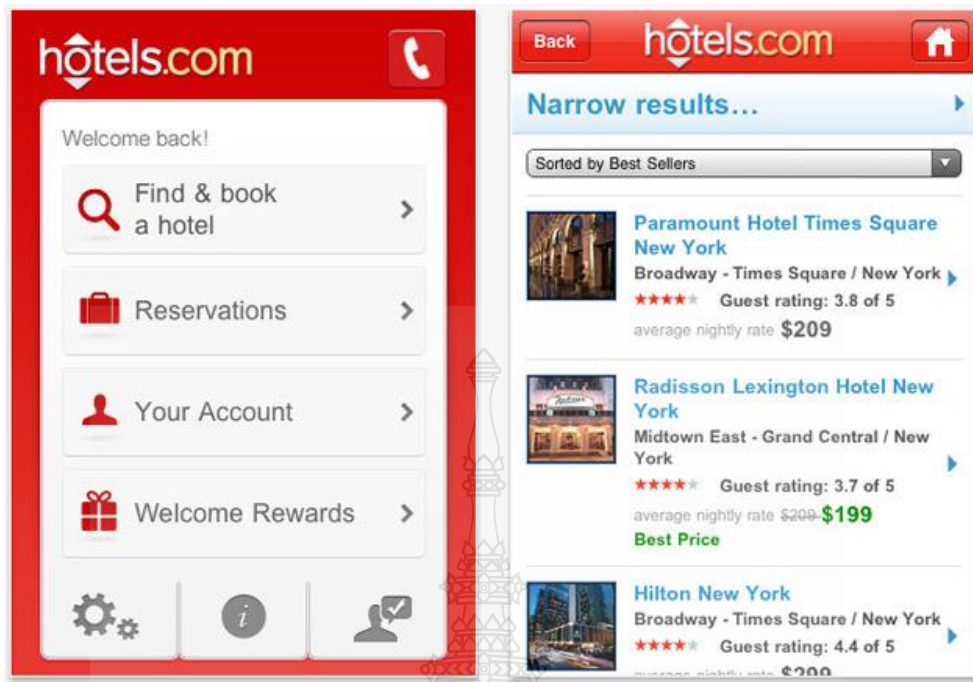 hotels.com
Welcome back!
Find & book
a hotel
Reservations
Your Account
Welcome Rewards
i
Back
hotels.com
Narrow results...
Sorted by Best Sellers
Paramount Hotel Times Square
New York
Broadway - Times Square / New York
Guest rating: 3.8 of 5
average nightly rate $209
Radisson Lexington Hotel New
York
Midtown East - Grand Central / New
York
Guest rating: 3.7 of 5
average nightly rate $209 $199
Best Price
Hilton New York
Broadway - Times Square / New York
Guest rating: 4.4 of 5
average nightly rate $299